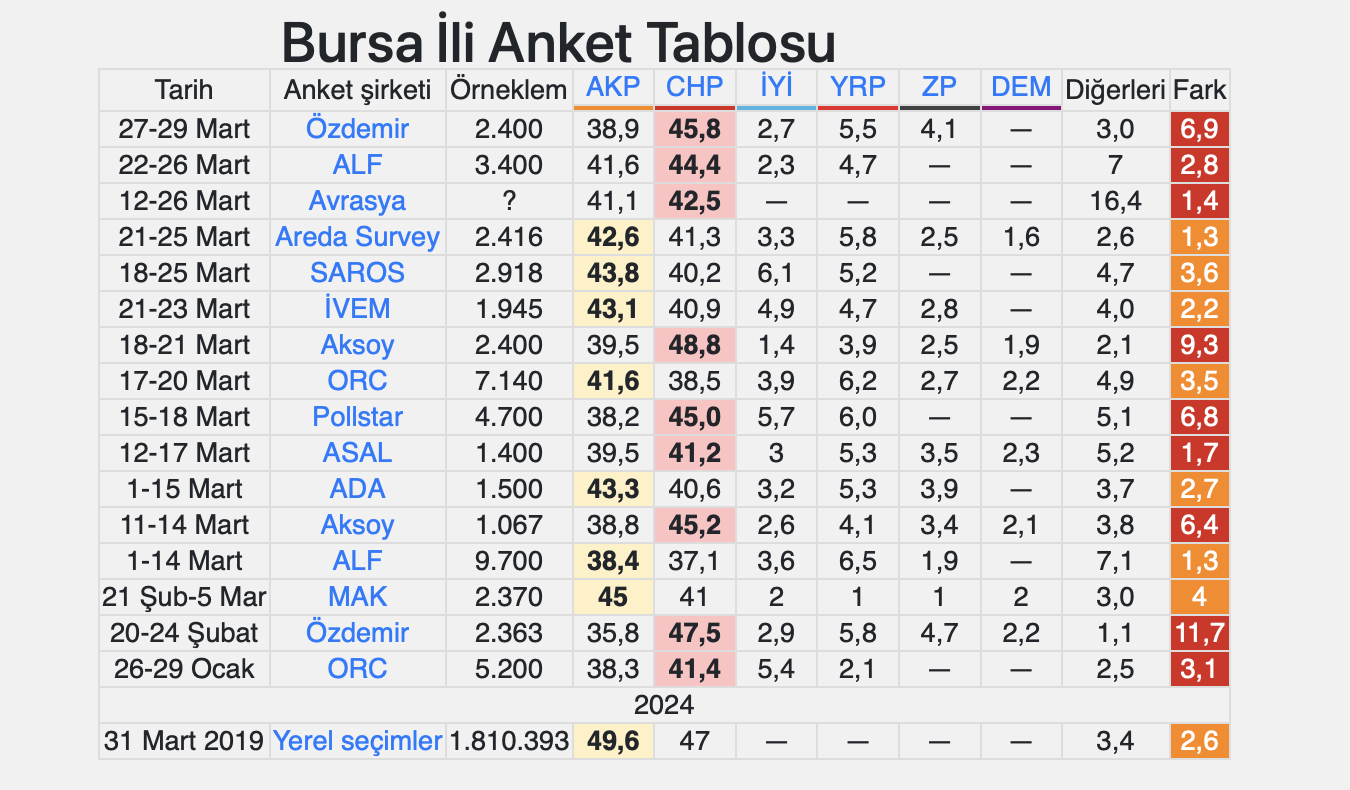 Bursa İli Anket Tablosu
Tarih Anket şirketi Örneklem AKP CHP İYİ YRP ZP DEM Diğerleri Fark
27-29 Mart Özdemir 2.400 38,9 45,8 2,7 5,5 4,1 — 3,0 6,9
22-26 Mart ALF 3.400 41,6 44,4 2,3 4,7 — — 7 2,8
12-26 Mart Avrasya ? 41,1 42,5 — — — — 16,4 1,4
21-25 Mart Areda Survey 2.416 42,6 41,3 3,3 5,8 2,5 1,6 2,6 1,3
18-25 Mart SAROS 2.918 43,8 40,2 6,1 5,2 — — 4,7 3,6
21-23 Mart İVEM 1.945 43,1 40,9 4,9 4,7 2,8 — 4,0 2,2
18-21 Mart Aksoy 2.400 39,5 48,8 1,4 3,9 2,5 1,9 2,1 9,3
17-20 Mart ORC 7.140 41,6 38,5 3,9 6,2 2,7 2,2 4,9 3,5
15-18 Mart Pollstar 4.700 38,2 45,0 5,7 6,0 — — 5,1 6,8
12-17 Mart ASAL 1.400 39,5 41,2 3 5,3 3,5 2,3 5,2 1,7
1-15 Mart ADA 1.500 43,3 40,6 3,2 5,3 3,9 — 3,7 2,7
11-14 Mart Aksoy 1.067 38,8 45,2 2,6 4,1 3,4 2,1 3,8 6,4
1-14 Mart ALF 9.700 38,4 37,1 3,6 6,5 1,9 — 7,1 1,3
21 Şub-5 Mar MAK 2.370 45 41 2 1 1 2 3,0 4
20-24 Şubat Özdemir 2.363 35,8 47,5 2,9 5,8 4,7 2,2 1,1 11,7
26-29 Ocak ORC 5.200 38,3 41,4 5,4 2,1 — — 2,5 3,1
2024
31 Mart 2019 Yerel seçimler 1.810.393 49,6 47 — — — — 3,4 2,6